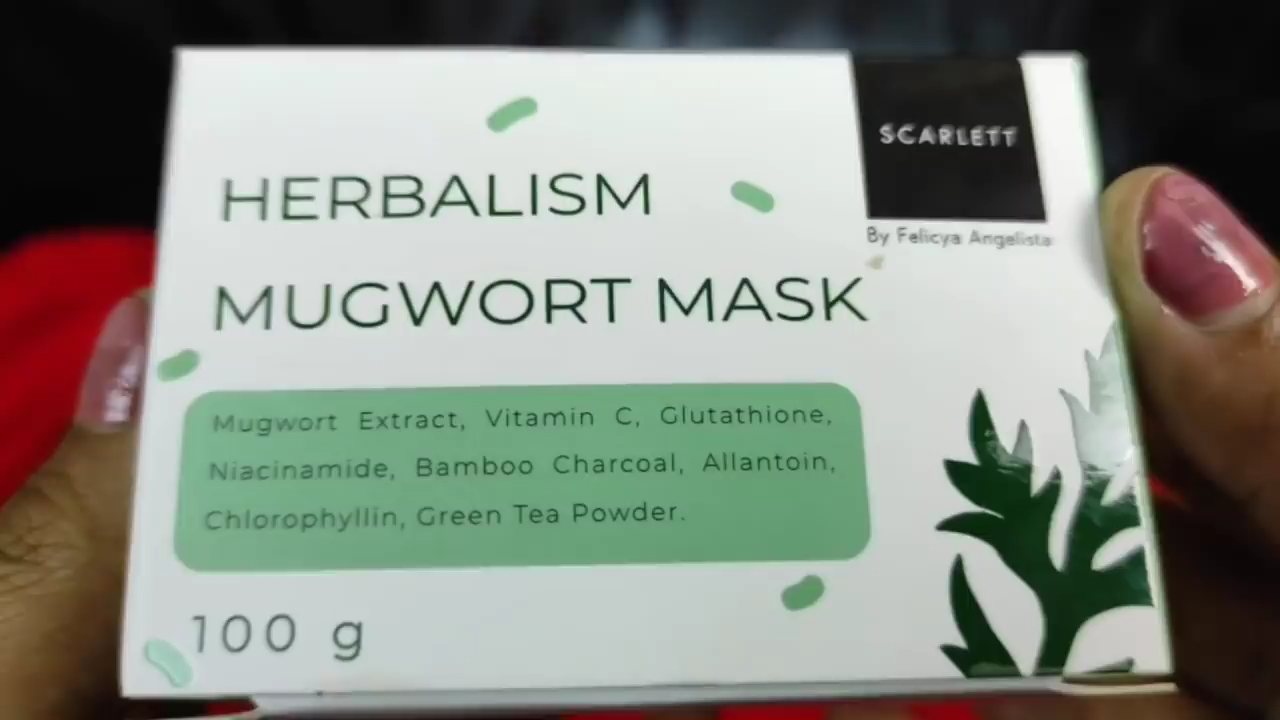 SCARLETT
By Felicya Angelista
HERBALISM
MUGWORT MASK
Mugwort Extract, Vitamin C, Glutathione,
Niacinamide, Bamboo Charcoal, Allantoin,
Chlorophyllin, Green Tea Powder.
100 g